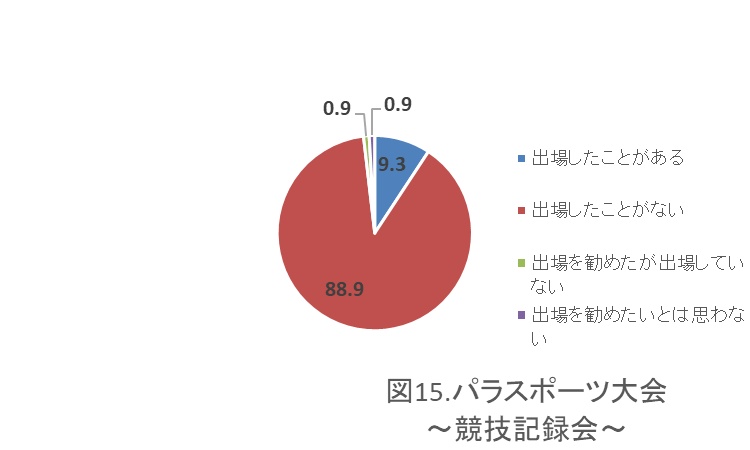 0.9
0.9
9.3
88.9
出場したことがある
出場したことがない
出場を勧めたが出場してい
ない
出場を勧めたいとは思わな
い
図15.パラスポーツ大会
～競技記録会～